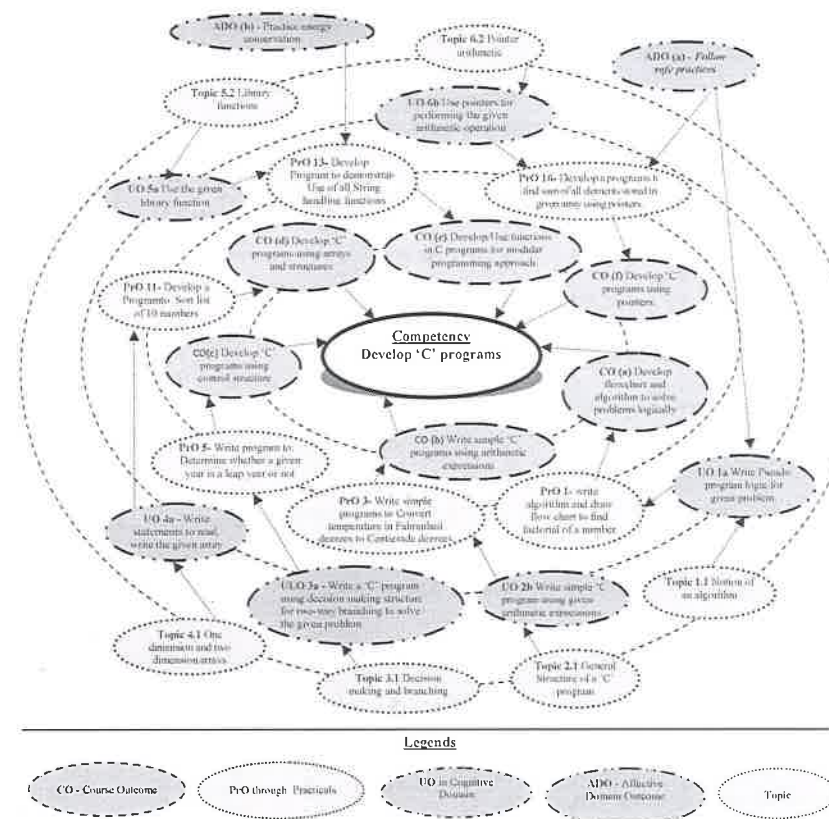 ADO (b) - Practice energy
conservation
Topic 6.2 Pointer
arithmetic
ADO (a) - Follow
safe practices
Topic 5.2 Library
functions
UO 6b Use pointers for
performing the given
arithmetic operation
PrO 13- Develop
Program to demonstrate
Use of all String
handling functions
PrO 16- Develop a programs to
find sum of all elements stored in
given array using pointers
UO 5a Use the given
library function
CO (d) Develop 'C'
programs using arrays
and structures
CO (e) Develop/Use functions
in C programs for modular
programming approach
CO (f) Develop 'C'
programs using
pointers
PrO 11- Develop a
Programto Sort list
of 10 numbers
Competency
Develop 'C' programs
CO(c) Develop 'C'
programs using
control structure
CO (a) Develop
flowchart and
algorithm to solve
problems logically
CO (b) Write simple 'C'
programs using arithmetic
expressions
PrO 5- Write program to
Determine whether a given
year is a leap year or not
UO 1a Write Pseudo-
program logic for
given problem
PrO 3- Write simple
programs to Convert
temperature in Fahrenheit
degrees to Centigrade degrees
PrO 1- write
algorithm and draw
flow chart to find
factorial of a number
UO 4a - Write
statements to read,
write the given array
ULO 3a - Write a 'C' program
using decision making structure
for two-way branching to solve
the given problem
UO 2b Write simple 'C'
program using given
arithmetic expressions
Topic 1.1 Notion of
an algorithm
Topic 4.1 One
dimension and two
dimension arrays
Topic 3.1 Decision
making and branching
Topic 2.1 General
Structure of a 'C'
program
Legends
CO - Course Outcome
PrO through Practicals
UO in Cognitive
Domain
ADO - Affective
Domain Outcome
Topic